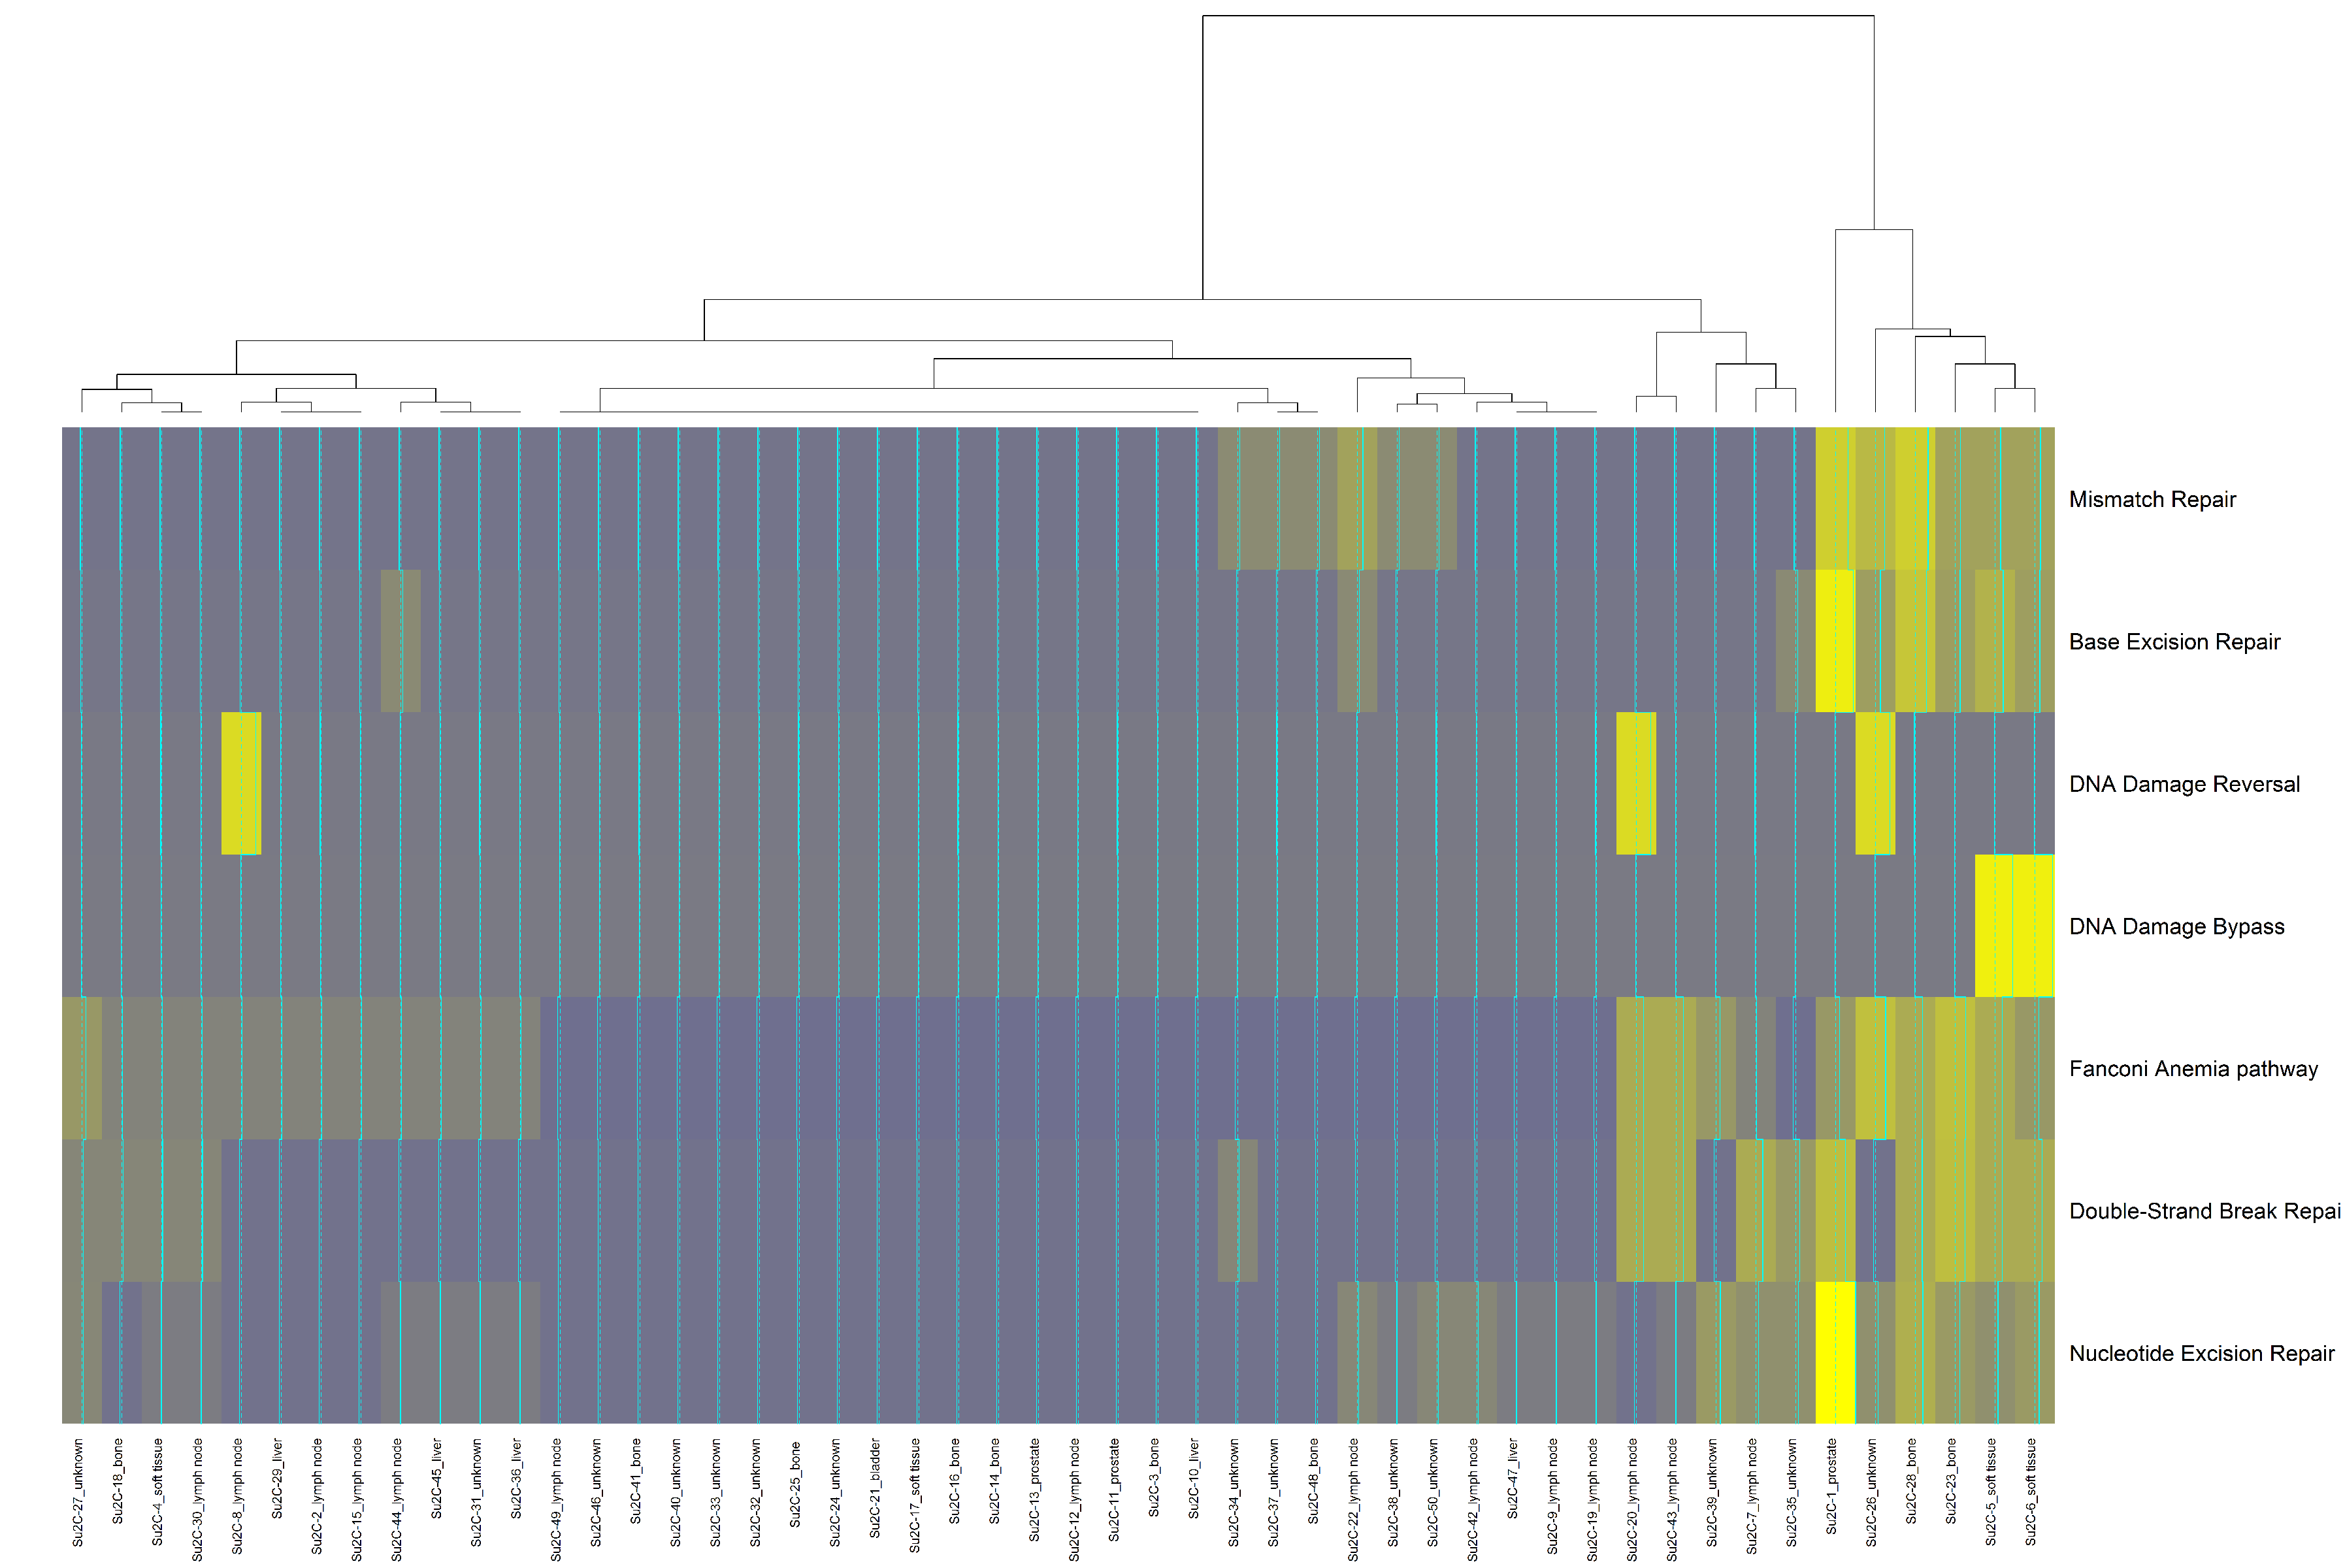 Mismatch Repair
Base Excision Repair
DNA Damage Reversal
DNA Damage Bypass
Fanconi Anemia pathway
Double-Strand Break Repai
Nucleotide Excision Repair
Su2C-27_unknown
Su2C-18_bone
Su2C-4_soft tissue
Su2C-30_lymph node
Su2C-8_lymph node
Su2C-29_liver
Su2C-2_lymph node
Su2C-15_lymph node
Su2C-44_lymph node
Su2C-45_liver
Su2C-31_unknown
Su2C-36_liver
Su2C-49_lymph node
Su2C-46_unknown
Su2C-41_bone
Su2C-40_unknown
Su2C-33_unknown
Su2C-32_unknown
Su2C-25_bone
Su2C-24_unknown
Su2C-21_bladder
Su2C-17_soft tissue
Su2C-16_bone
Su2C-14_bone
Su2C-13_prostate
Su2C-12_lymph node
Su2C-11_prostate
Su2C-3_bone
Su2C-10_liver
Su2C-34_unknown
Su2C-37_unknown
Su2C-48_bone
Su2C-22_lymph node
Su2C-38_unknown
Su2C-50_unknown
Su2C-42_lymph node
Su2C-47_liver
Su2C-9_lymph node
Su2C-19_lymph node
Su2C-20_lymph node
Su2C-43_lymph node
Su2C-39_unknown
Su2C-7_lymph node
Su2C-35_unknown
Su2C-1_prostate
Su2C-26_unknown
Su2C-28_bone
Su2C-23_bone
Su2C-5_soft tissue
Su2C-6_soft tissue